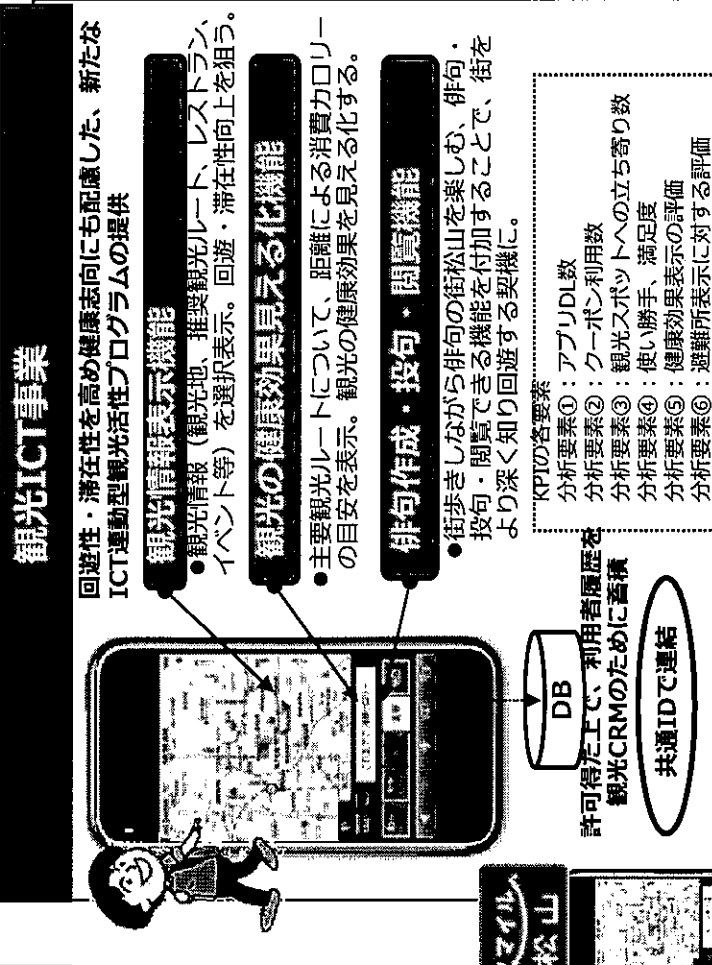 観光ICT事業
回遊性・滞在性を高め健康志向にも配慮した、新たな
ICT連動型観光活性プログラムの提供
観光情報表示機能
●観光情報（観光地、推奨観光ルート、レストラン、
イベント等）を選択表示。回遊・滞在性向上を狙う。
観光の健康効果見える化機能
●主要観光ルートについて、距離による消費カロリー
の目安を表示。観光の健康効果を見える化する。
俳句作成・投句・閲覧機能
●街歩きしながら俳句の街松山を楽しむ、俳句・
投句・閲覧できる機能を付加することで、街を
より深く知り回遊する契機に。
KPIの各要素
分析要素①：アプリDL数
分析要素②：クーポン利用数
分析要素③：観光スポットへの立ち寄り数
分析要素④：使い勝手、満足度
分析要素⑤：健康効果表示の評価
分析要素⑥：避難所表示に対する評価
DB
許可得た上で、利用者履歴を
観光CRMのために蓄積
共通IDで連結
スマイル
松山